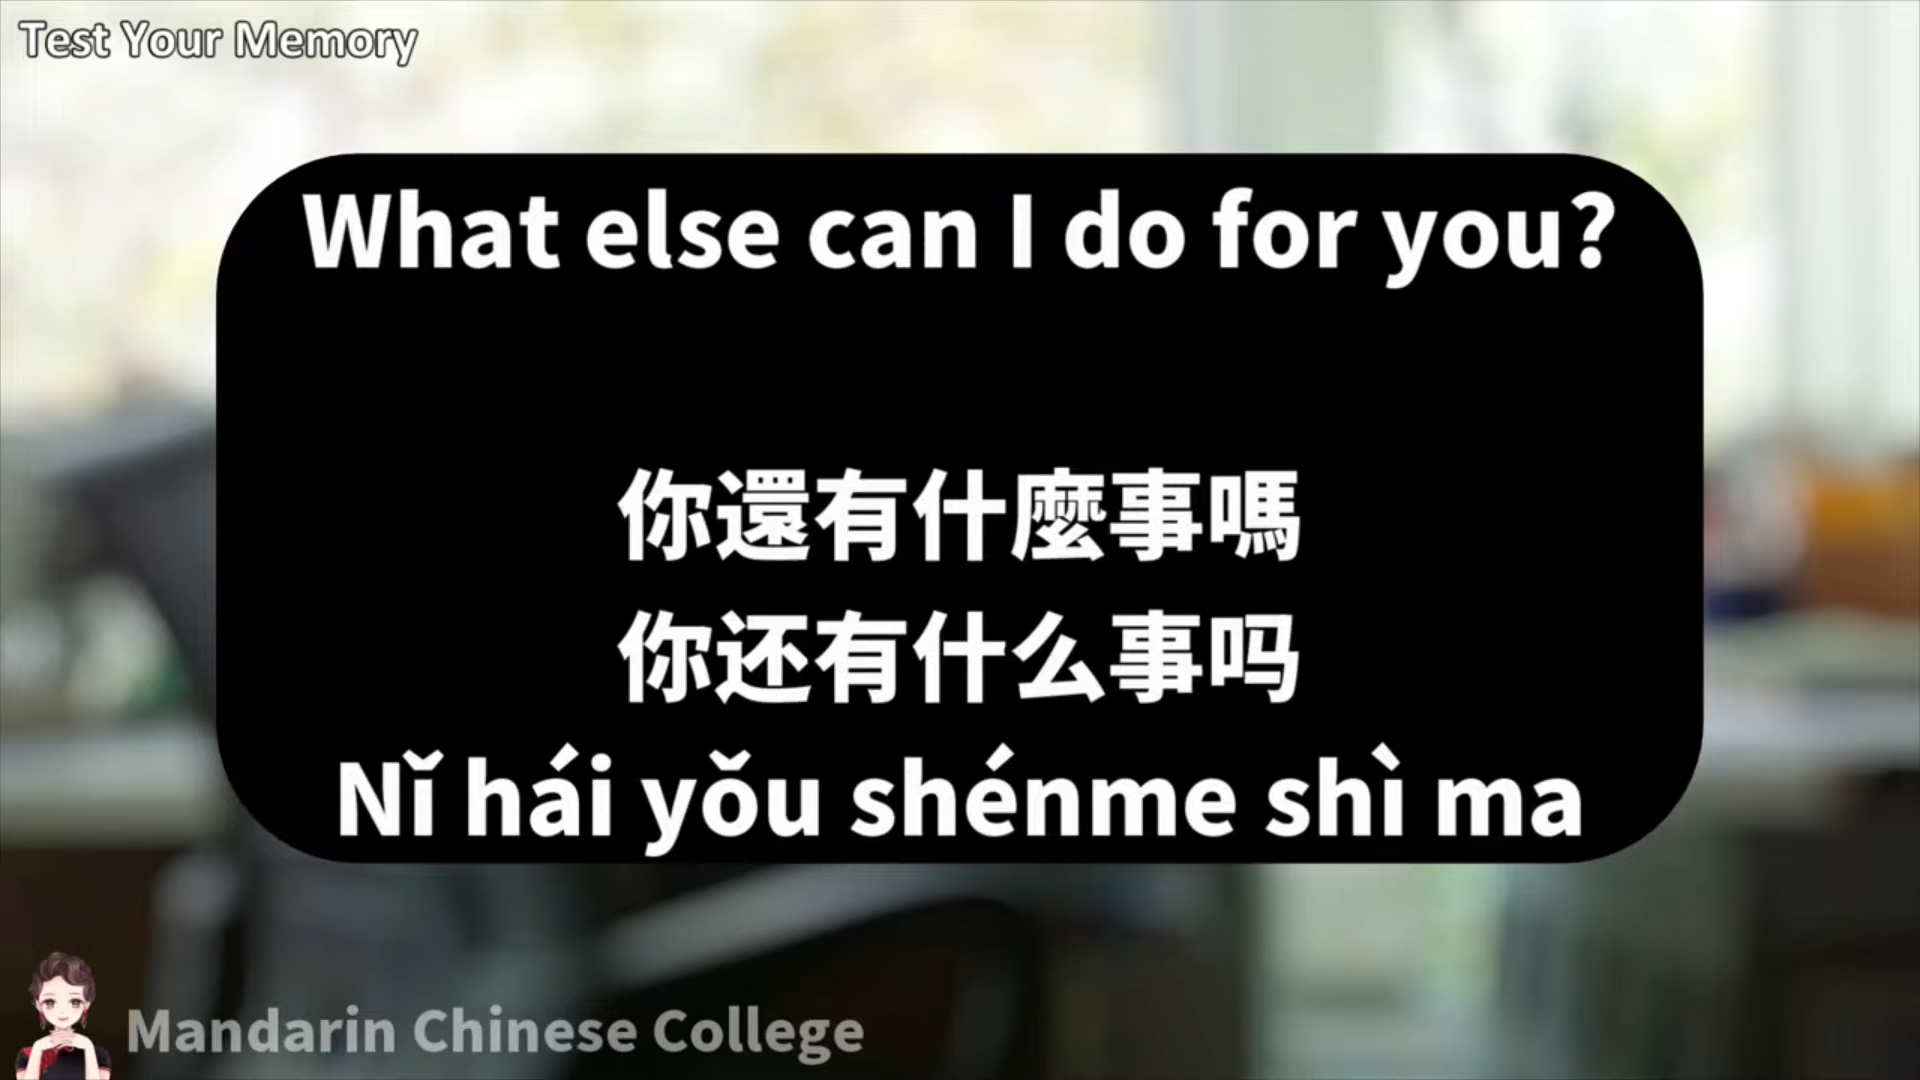 Test Your Memory
What else can I do for you?
你還有什麼事嗎
你还有什么事吗
Nǐ hái yǒu shénme shì ma
Mandarin Chinese College